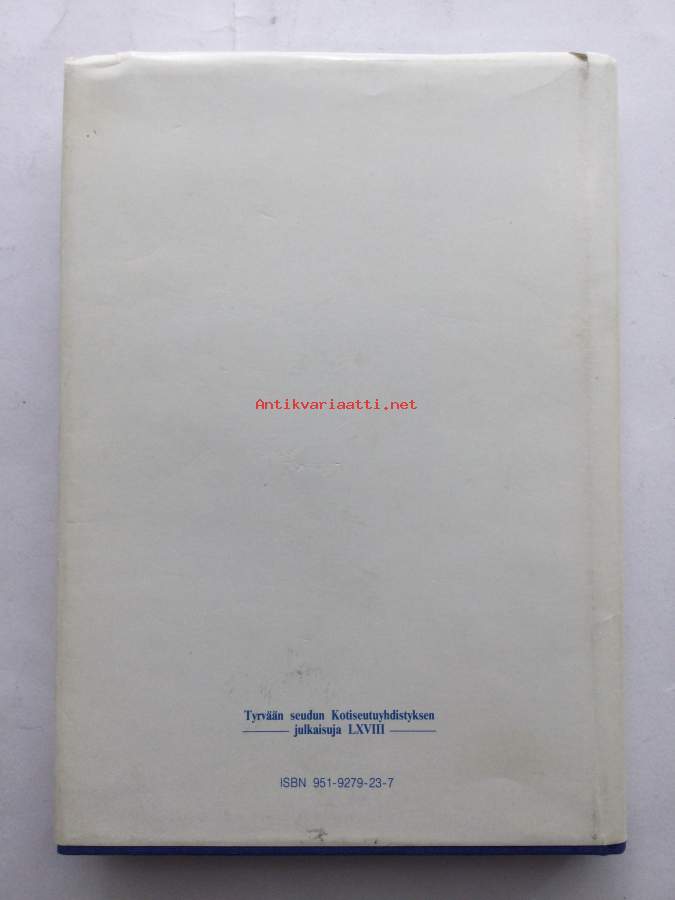 Antikvariaatti.net
Tyrvään seudun Kotiseutuyhdistyksen
julkaisuja LXVIII
ISBN 951-9279-23-7